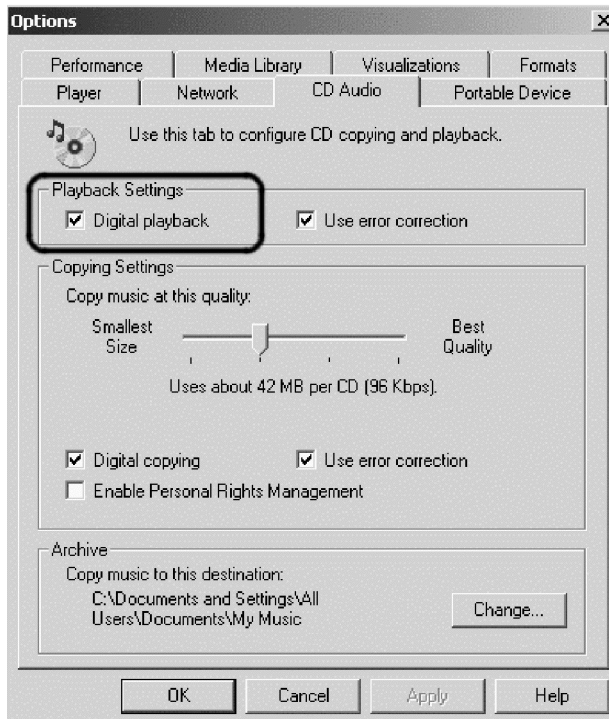 Options
Performance Media Library Visualizations Formats
Player Network CD Audio Portable Device
Use this tab to configure CD copying and playback.
Playback Settings
Digital playback Use error correction
Copying Settings
Copy music at this quality:
Smallest Best
Size Quality
Uses about 42 MB per CD (96 Kbps).
Digital copying Use error correction
Enable Personal Rights Management
Archive
Copy music to this destination:
C:\Documents and Settings\All
Users\Documents\My Music
Change...
OK Cancel Apply Help